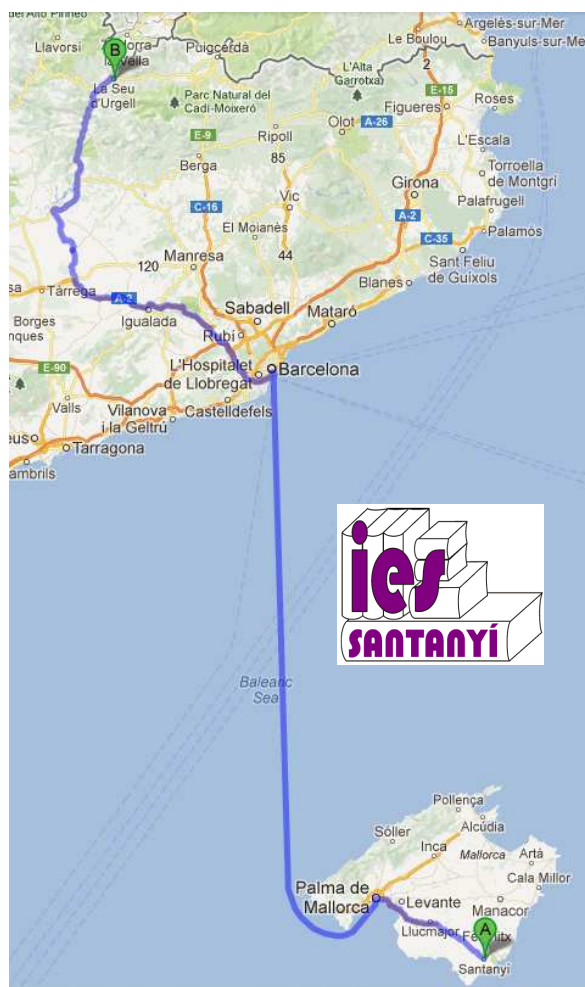 Argelès-sur-Mer
Llavorsi
B
Puigcerdà
Le Boulou
Banyuls-sur-Mer
2
La Seu
d'Urgell
Parc Natural del
Cadí-Moixeró
L'Alta
Garrotxa
E-15
Figueres
Roses
Olot
A-26
E-9
Ripoll
L'Escala
Berga
85
Torroella
de Montgrí
Girona
C-16
Vic
Palafrugell
A-2
El Moianès
Palamós
C-35
120
Manresa
44
Sant Feliu
de Guíxols
Tàrrega
A-2
Blanes
Igualada
Sabadell
Borges
Mataró
Rubí
E-90
L'Hospitalet
de Llobregat
Barcelona
Valls
Vilanova
i la Geltrú
Castelldefels
Tarragona
ies
SANTANYÍ
Balearic
Sea
Pollença
Sóller
Alcúdia
Inca
Mallorca
Artà
Palma de
Mallorca
Cala Millor
Levante
Manacor
Llucmajor
A
Santanyí